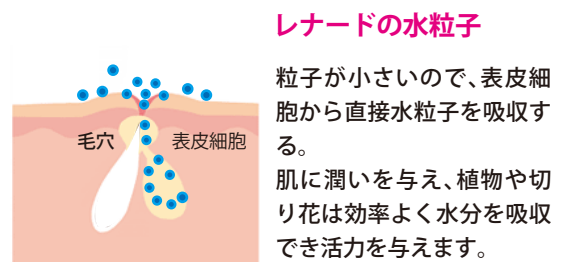 レナードの水粒子
粒子が小さいので、表皮細
胞から直接水粒子を吸収す
る。
肌に潤いを与え、植物や切
り花は効率よく水分を吸収
でき活力を与えます。
毛穴
表皮細胞